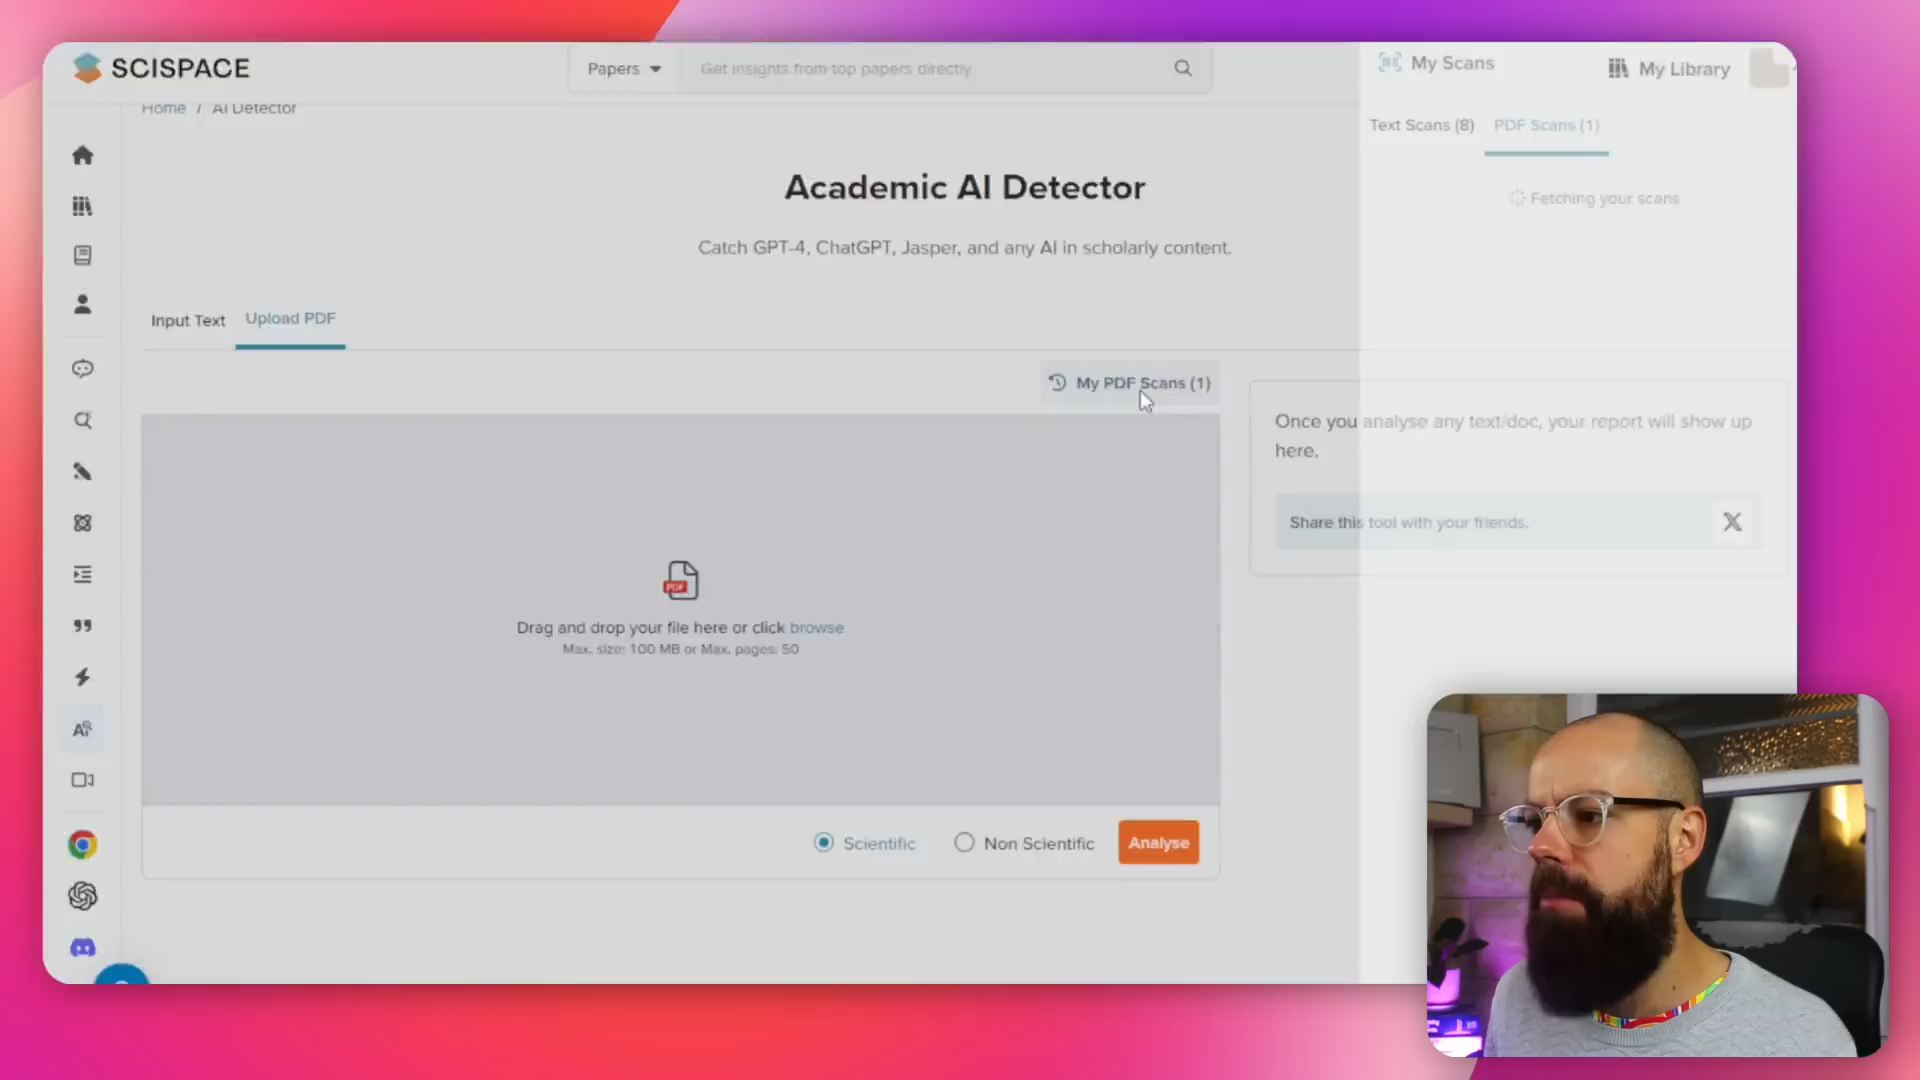 SCISPACE
Papers
Get insights from top papers directly
My Scans
My Library
Home / AI Detector
Text Scans (8)
PDF Scans (1)
Fetching your scans
Academic AI Detector
Catch GPT-4, ChatGPT, Jasper, and any AI in scholarly content.
Input Text
Upload PDF
My PDF Scans (1)
Once you analyse any text/doc, your report will show up
here.
Share this tool with your friends.
PDF
Drag and drop your file here or click browse
Max. size: 100 MB or Max. pages: 50
Scientific
Non Scientific
Analyse